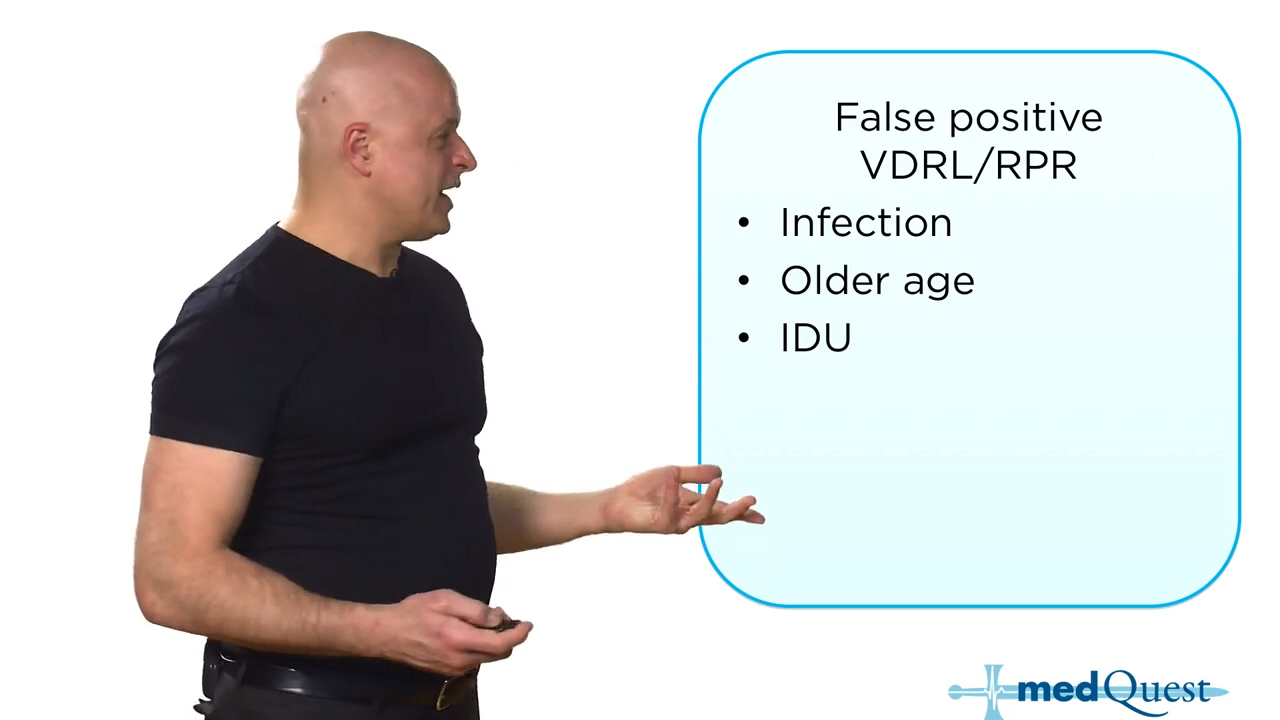 False positive
VDRL/RPR
• Infection
• Older age
• IDU
medQuest